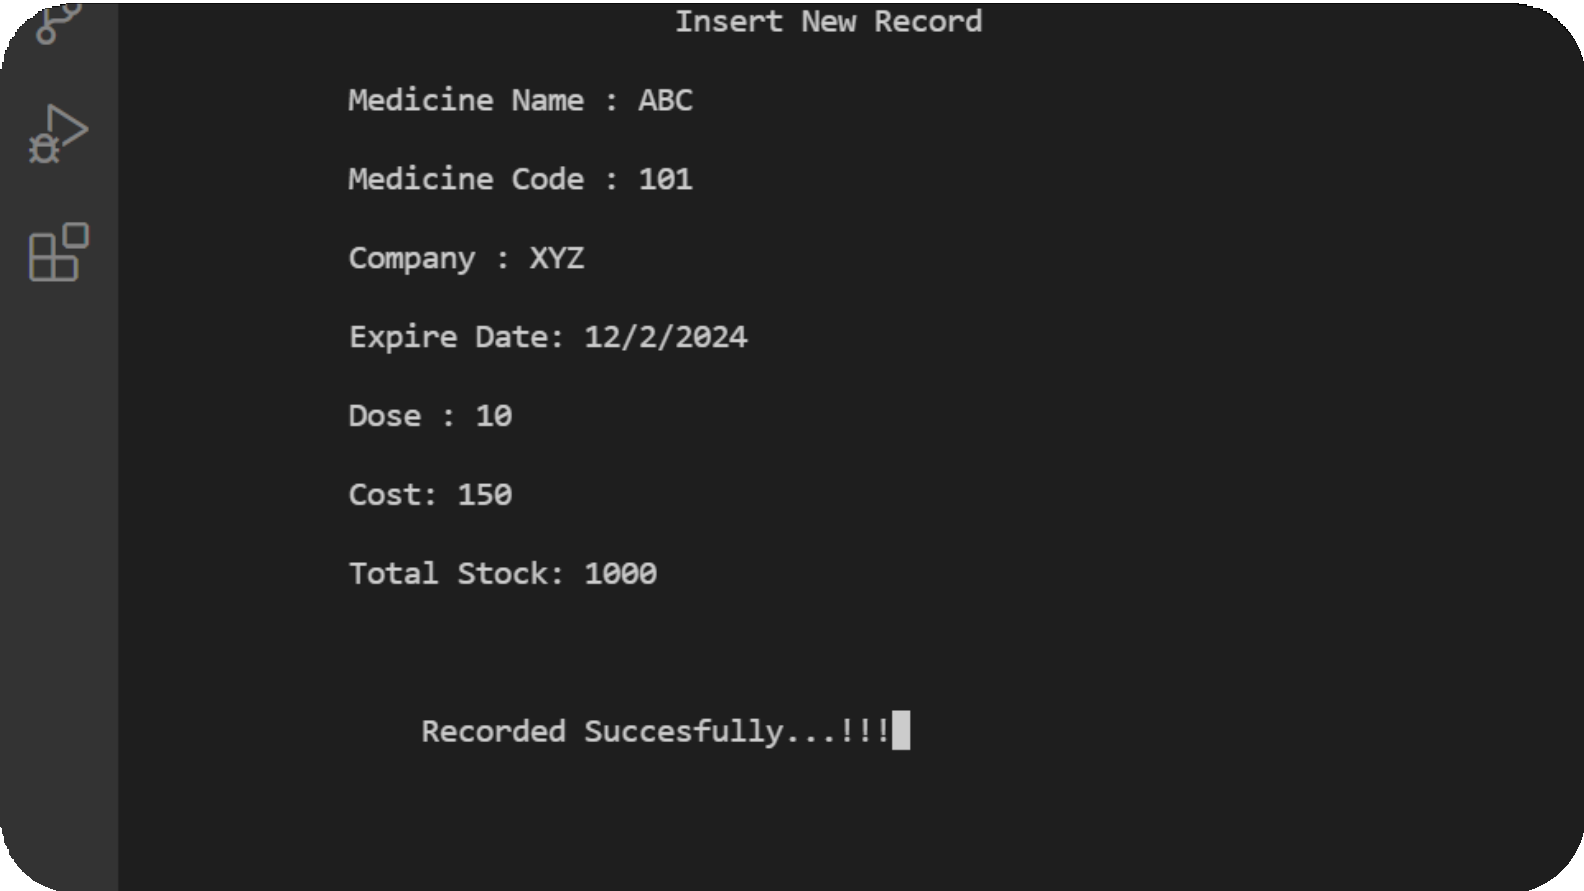 Insert New Record
Medicine Name : ABC
Medicine Code : 101
Company : XYZ
Expire Date: 12/2/2024
Dose : 10
Cost: 150
Total Stock: 1000
Recorded Succesfully...!!!